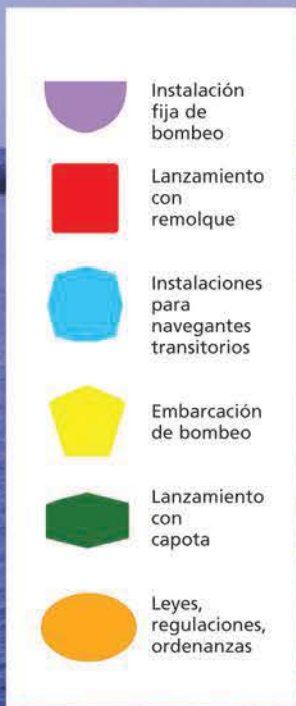 Instalación
fija de
bombeo
Lanzamiento
con
remolque
Instalaciones
para
navegantes
transitorios
Embarcación
de bombeo
Lanzamiento
con
capota
Leyes,
regulaciones,
ordenanzas